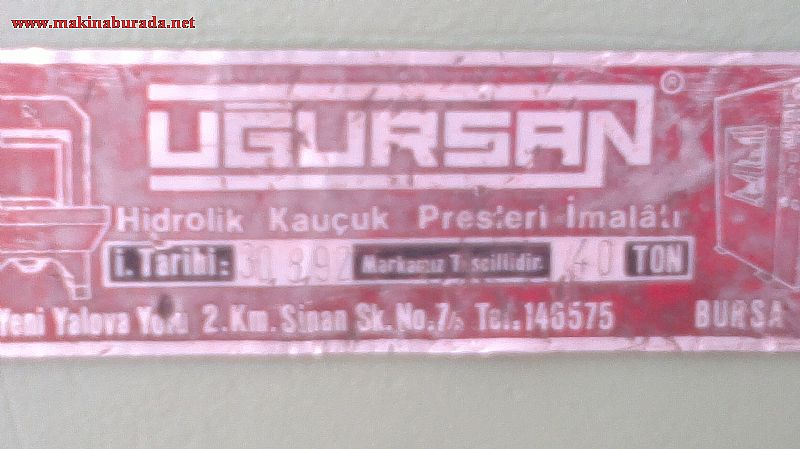 www.makinaburada.net
UĞURSAN ®
Hidrolik Kauçuk Presleri İmalâtı
İ. Tarihi: 30.8.92 Markamız Tescillidir. 40 TON
Yeni Yalova Yolu 2.Km. Sinan Sk. No.7/ Tel.146575 BURSA